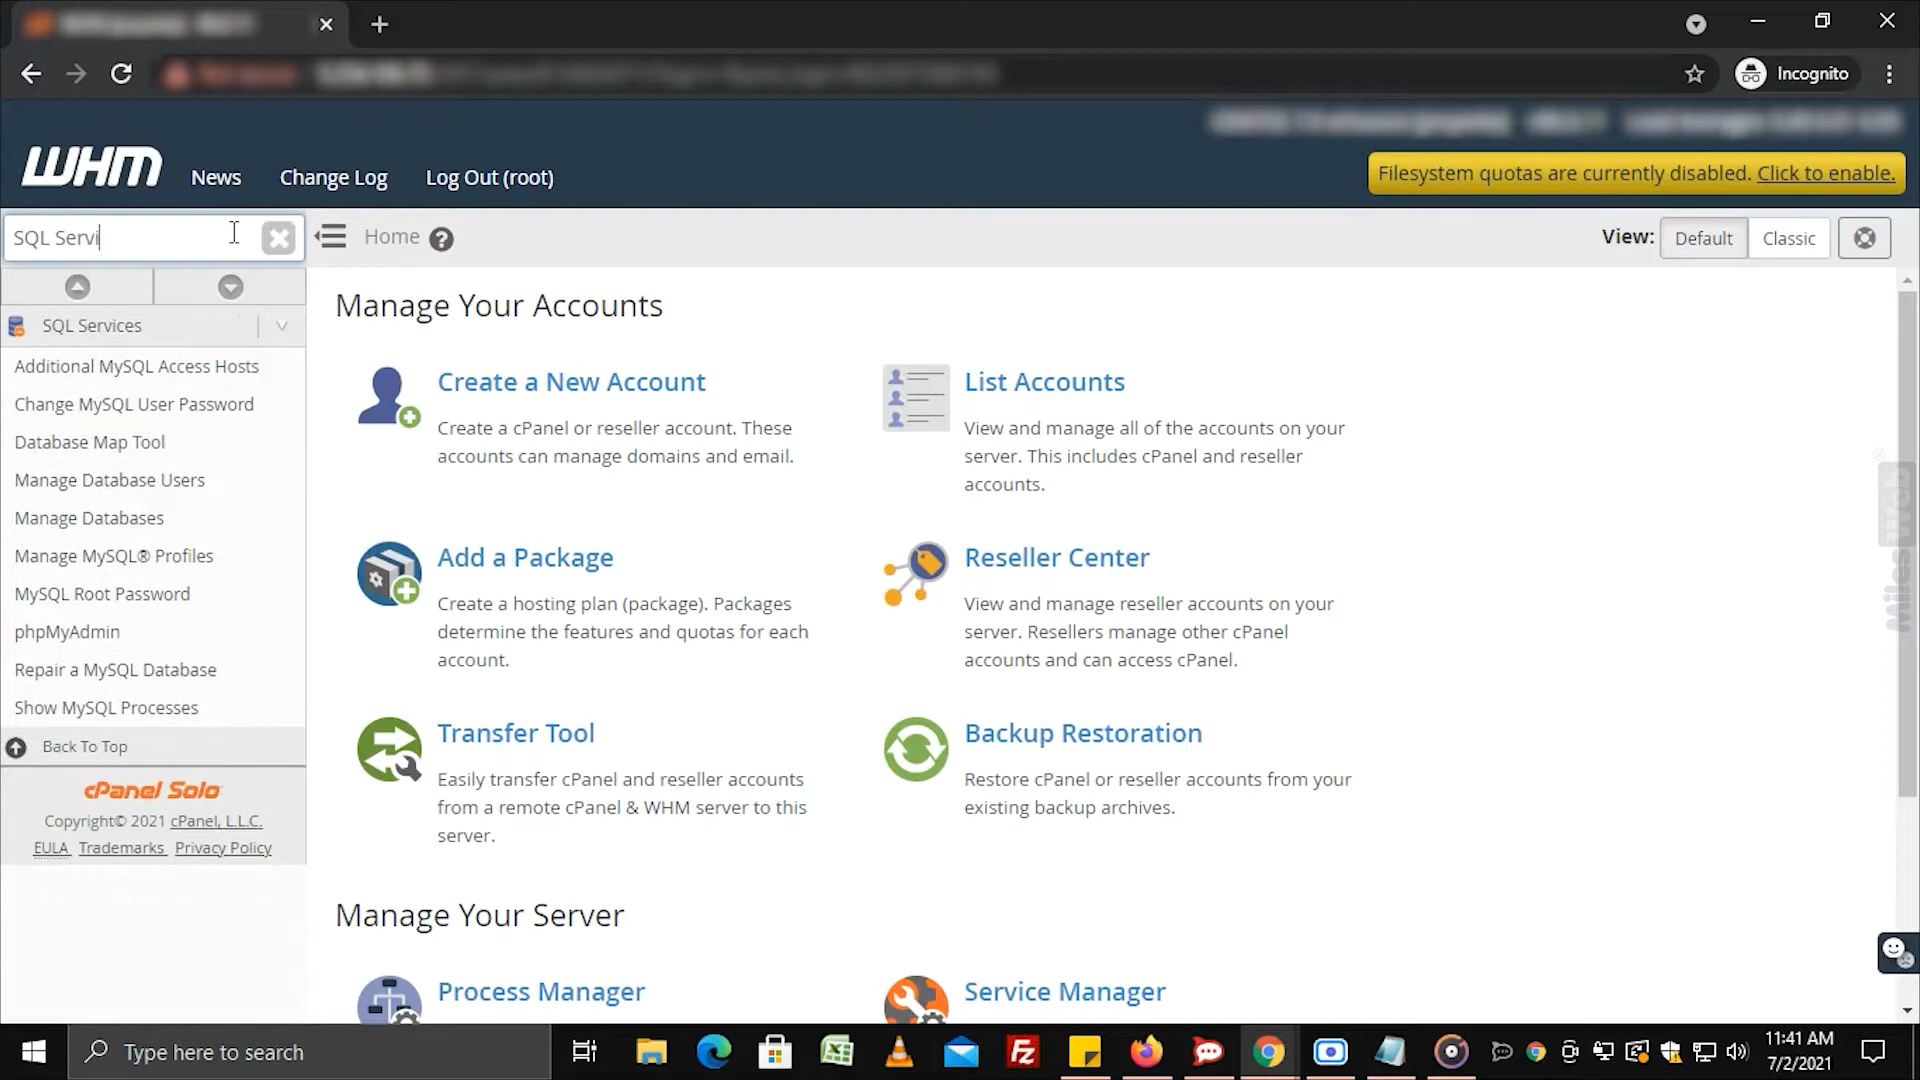 Incognito
WHM
News
Change Log
Log Out (root)
Filesystem quotas are currently disabled. Click to enable.
SQL Servi
Home
View:
Default
Classic
SQL Services
Additional MySQL Access Hosts
Change MySQL User Password
Database Map Tool
Manage Database Users
Manage Databases
Manage MySQL® Profiles
MySQL Root Password
phpMyAdmin
Repair a MySQL Database
Show MySQL Processes
Back To Top
cPanel Solo
Copyright© 2021 cPanel, L.L.C.
EULA Trademarks Privacy Policy
Manage Your Accounts
Create a New Account
Create a cPanel or reseller account. These
accounts can manage domains and email.
List Accounts
View and manage all of the accounts on your
server. This includes cPanel and reseller
accounts.
Add a Package
Create a hosting plan (package). Packages
determine the features and quotas for each
account.
Reseller Center
View and manage reseller accounts on your
server. Resellers manage other cPanel
accounts and can access cPanel.
Transfer Tool
Easily transfer cPanel and reseller accounts
from a remote cPanel & WHM server to this
server.
Backup Restoration
Restore cPanel or reseller accounts from your
existing backup archives.
Manage Your Server
Process Manager
Service Manager
Miles Web
Type here to search
Fz
11:41 AM
7/2/2021